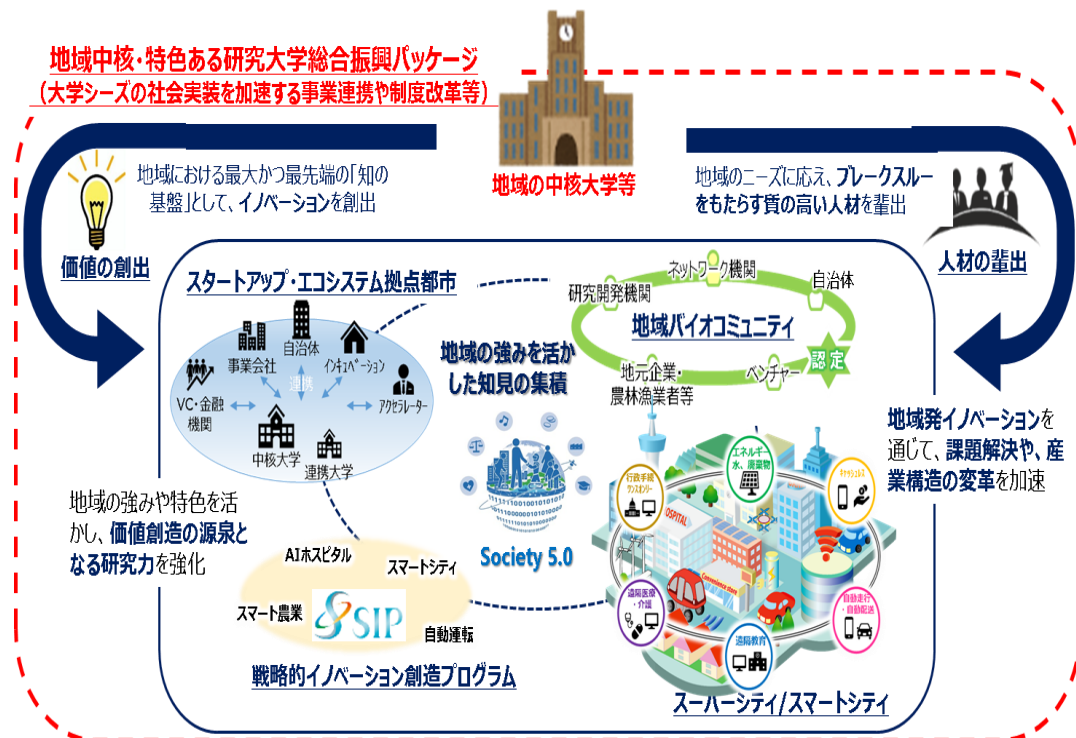 地域中核・特色ある研究大学総合振興パッケージ
（大学シーズの社会実装を加速する事業連携や制度改革等）
地域の中核大学等
地域における最大かつ最先端の「知の
基盤」として、イノベーションを創出
価値の創出
地域のニーズに応え、ブレークスルー
をもたらす質の高い人材を輩出
人材の輩出
スタートアップ・エコシステム拠点都市
自治体
事業会社
インキュベーション
連携
VC・金融
機関
アクセラレーター
中核大学
連携大学
地域の強みを活か
した知見の集積
Society 5.0
ネットワーク機関
研究開発機関
自治体
地域バイオコミュニティ
認定
地元企業・
農林漁業者等
ベンチャー
地域発イノベーションを
通じて、課題解決や、産
業構造の変革を加速
地域の強みや特色を活
かし、価値創造の源泉と
なる研究力を強化
AIホスピタル
スマートシティ
スマート農業
SIP
自動運転
戦略的イノベーション創造プログラム
行政手続
ワンスオンリー
エネルギー
水、廃棄物
キャッシュレス
HOSPITAL
Convenience store
遠隔医療
・介護
遠隔教育
自動走行
・自動配送
スーパーシティ/スマートシティ